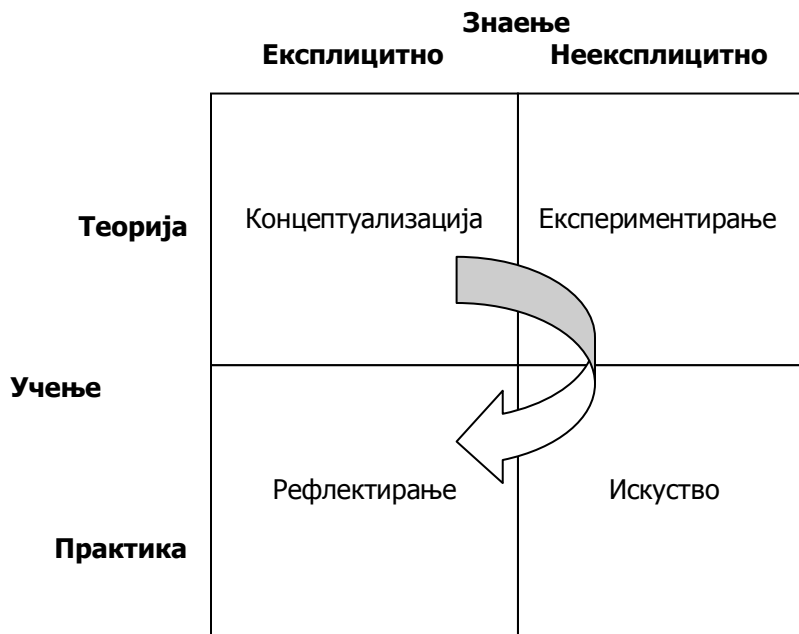 Знаење
Експлицитно Неексплицитно
Теорија Концептуализација Експериментирање
Учење
Рефлектирање Искуство
Практика